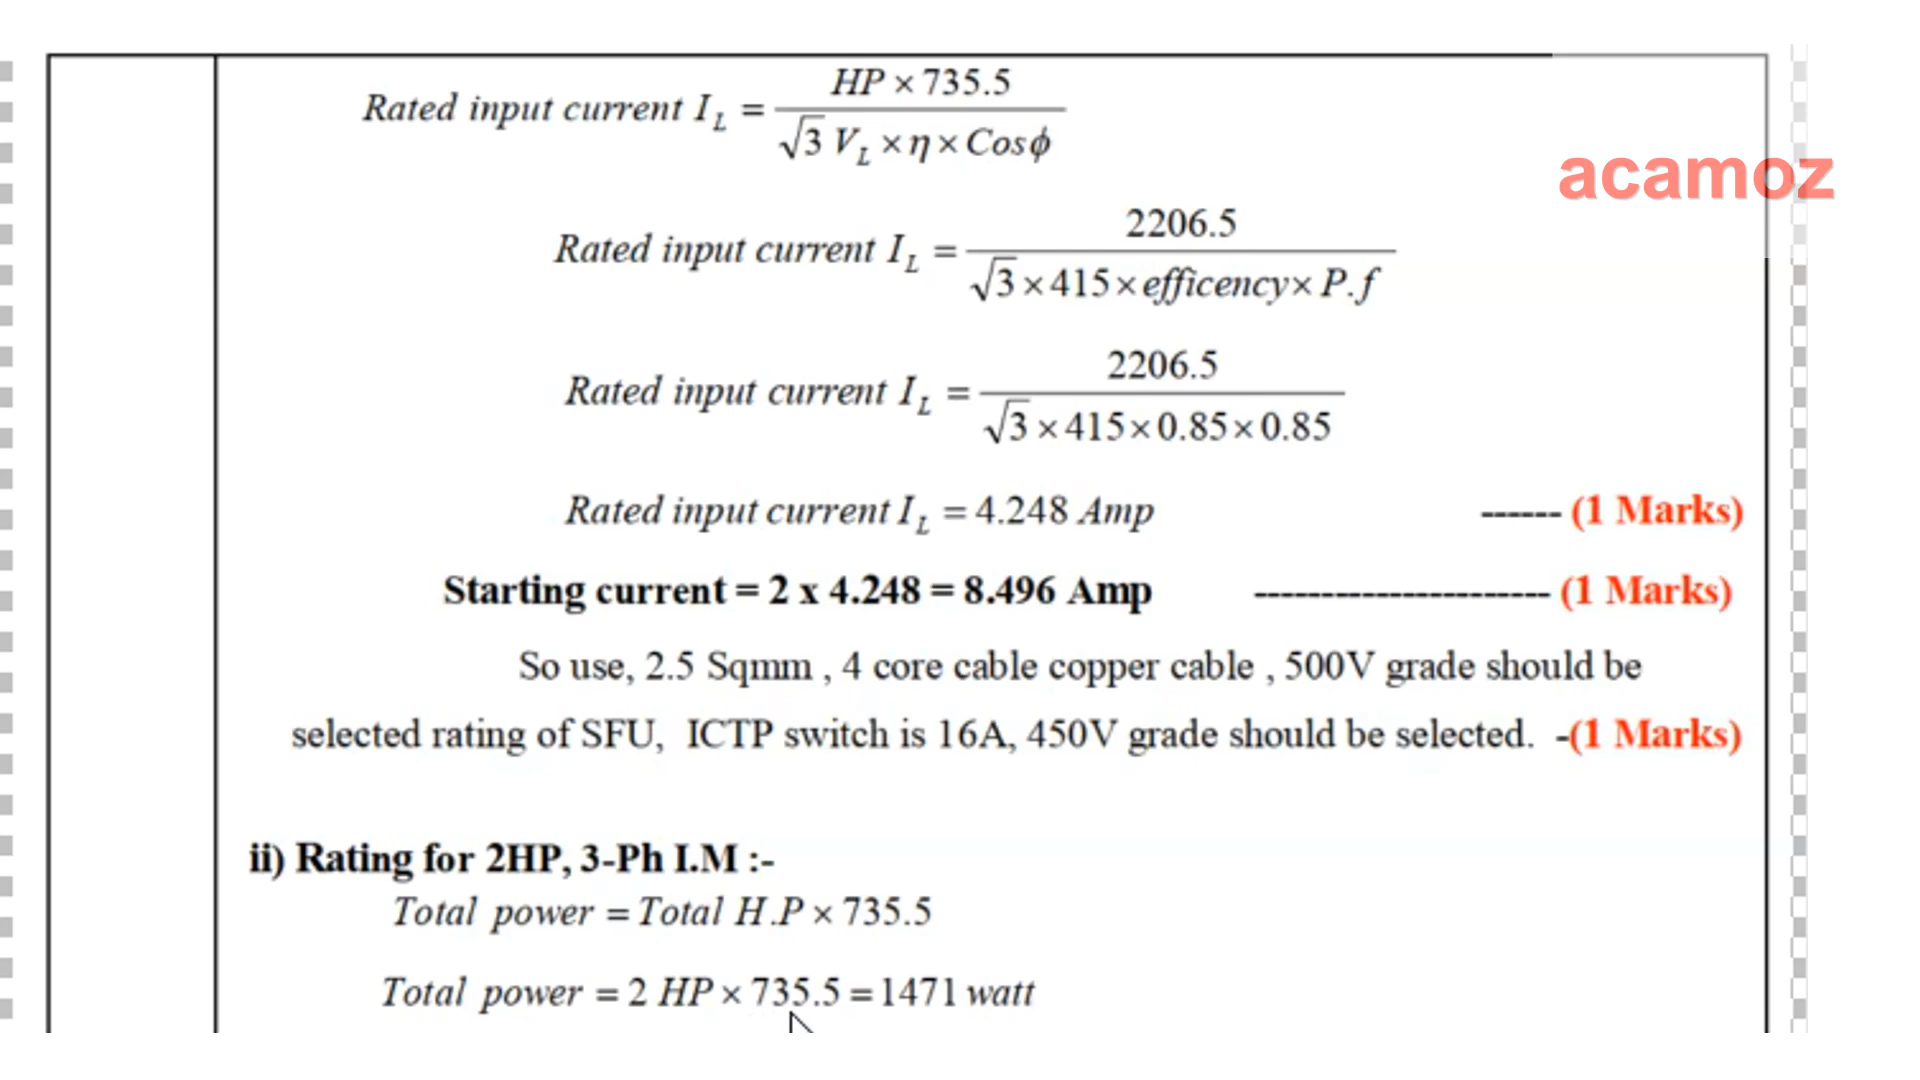 Rated input current I_L = HP × 735.5 / √3 V_L × η × Cosϕ
acamoz
Rated input current I_L = 2206.5 / √3 × 415 × efficency × P.f
Rated input current I_L = 2206.5 / √3 × 415 × 0.85 × 0.85
Rated input current I_L = 4.248 Amp ------ (1 Marks)
Starting current = 2 x 4.248 = 8.496 Amp ---------------------- (1 Marks)
So use, 2.5 Sqmm , 4 core cable copper cable , 500V grade should be
selected rating of SFU, ICTP switch is 16A, 450V grade should be selected. -(1 Marks)
ii) Rating for 2HP, 3-Ph I.M :-
Total power = Total H.P × 735.5
Total power = 2 HP × 735.5 = 1471 watt